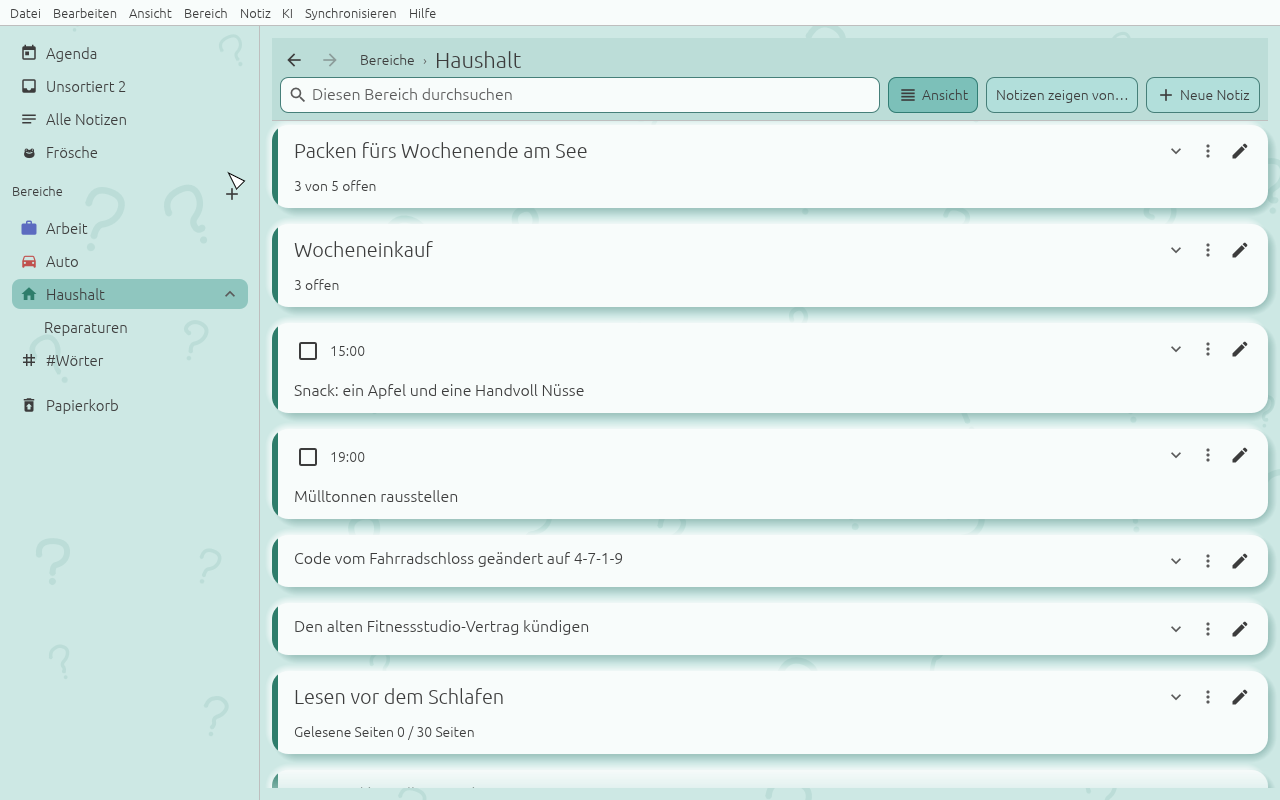 Datei Bearbeiten Ansicht Bereich Notiz KI Synchronisieren Hilfe
Agenda
Unsortiert 2
Alle Notizen
Frösche
Bereiche
Arbeit
Auto
Haushalt
Reparaturen
#Wörter
Papierkorb
Bereiche › Haushalt
Diesen Bereich durchsuchen
Ansicht
Notizen zeigen von…
Neue Notiz
Packen fürs Wochenende am See
3 von 5 offen
Wocheneinkauf
3 offen
15:00
Snack: ein Apfel und eine Handvoll Nüsse
19:00
Mülltonnen rausstellen
Code vom Fahrradschloss geändert auf 4-7-1-9
Den alten Fitnessstudio-Vertrag kündigen
Lesen vor dem Schlafen
Gelesene Seiten 0 / 30 Seiten